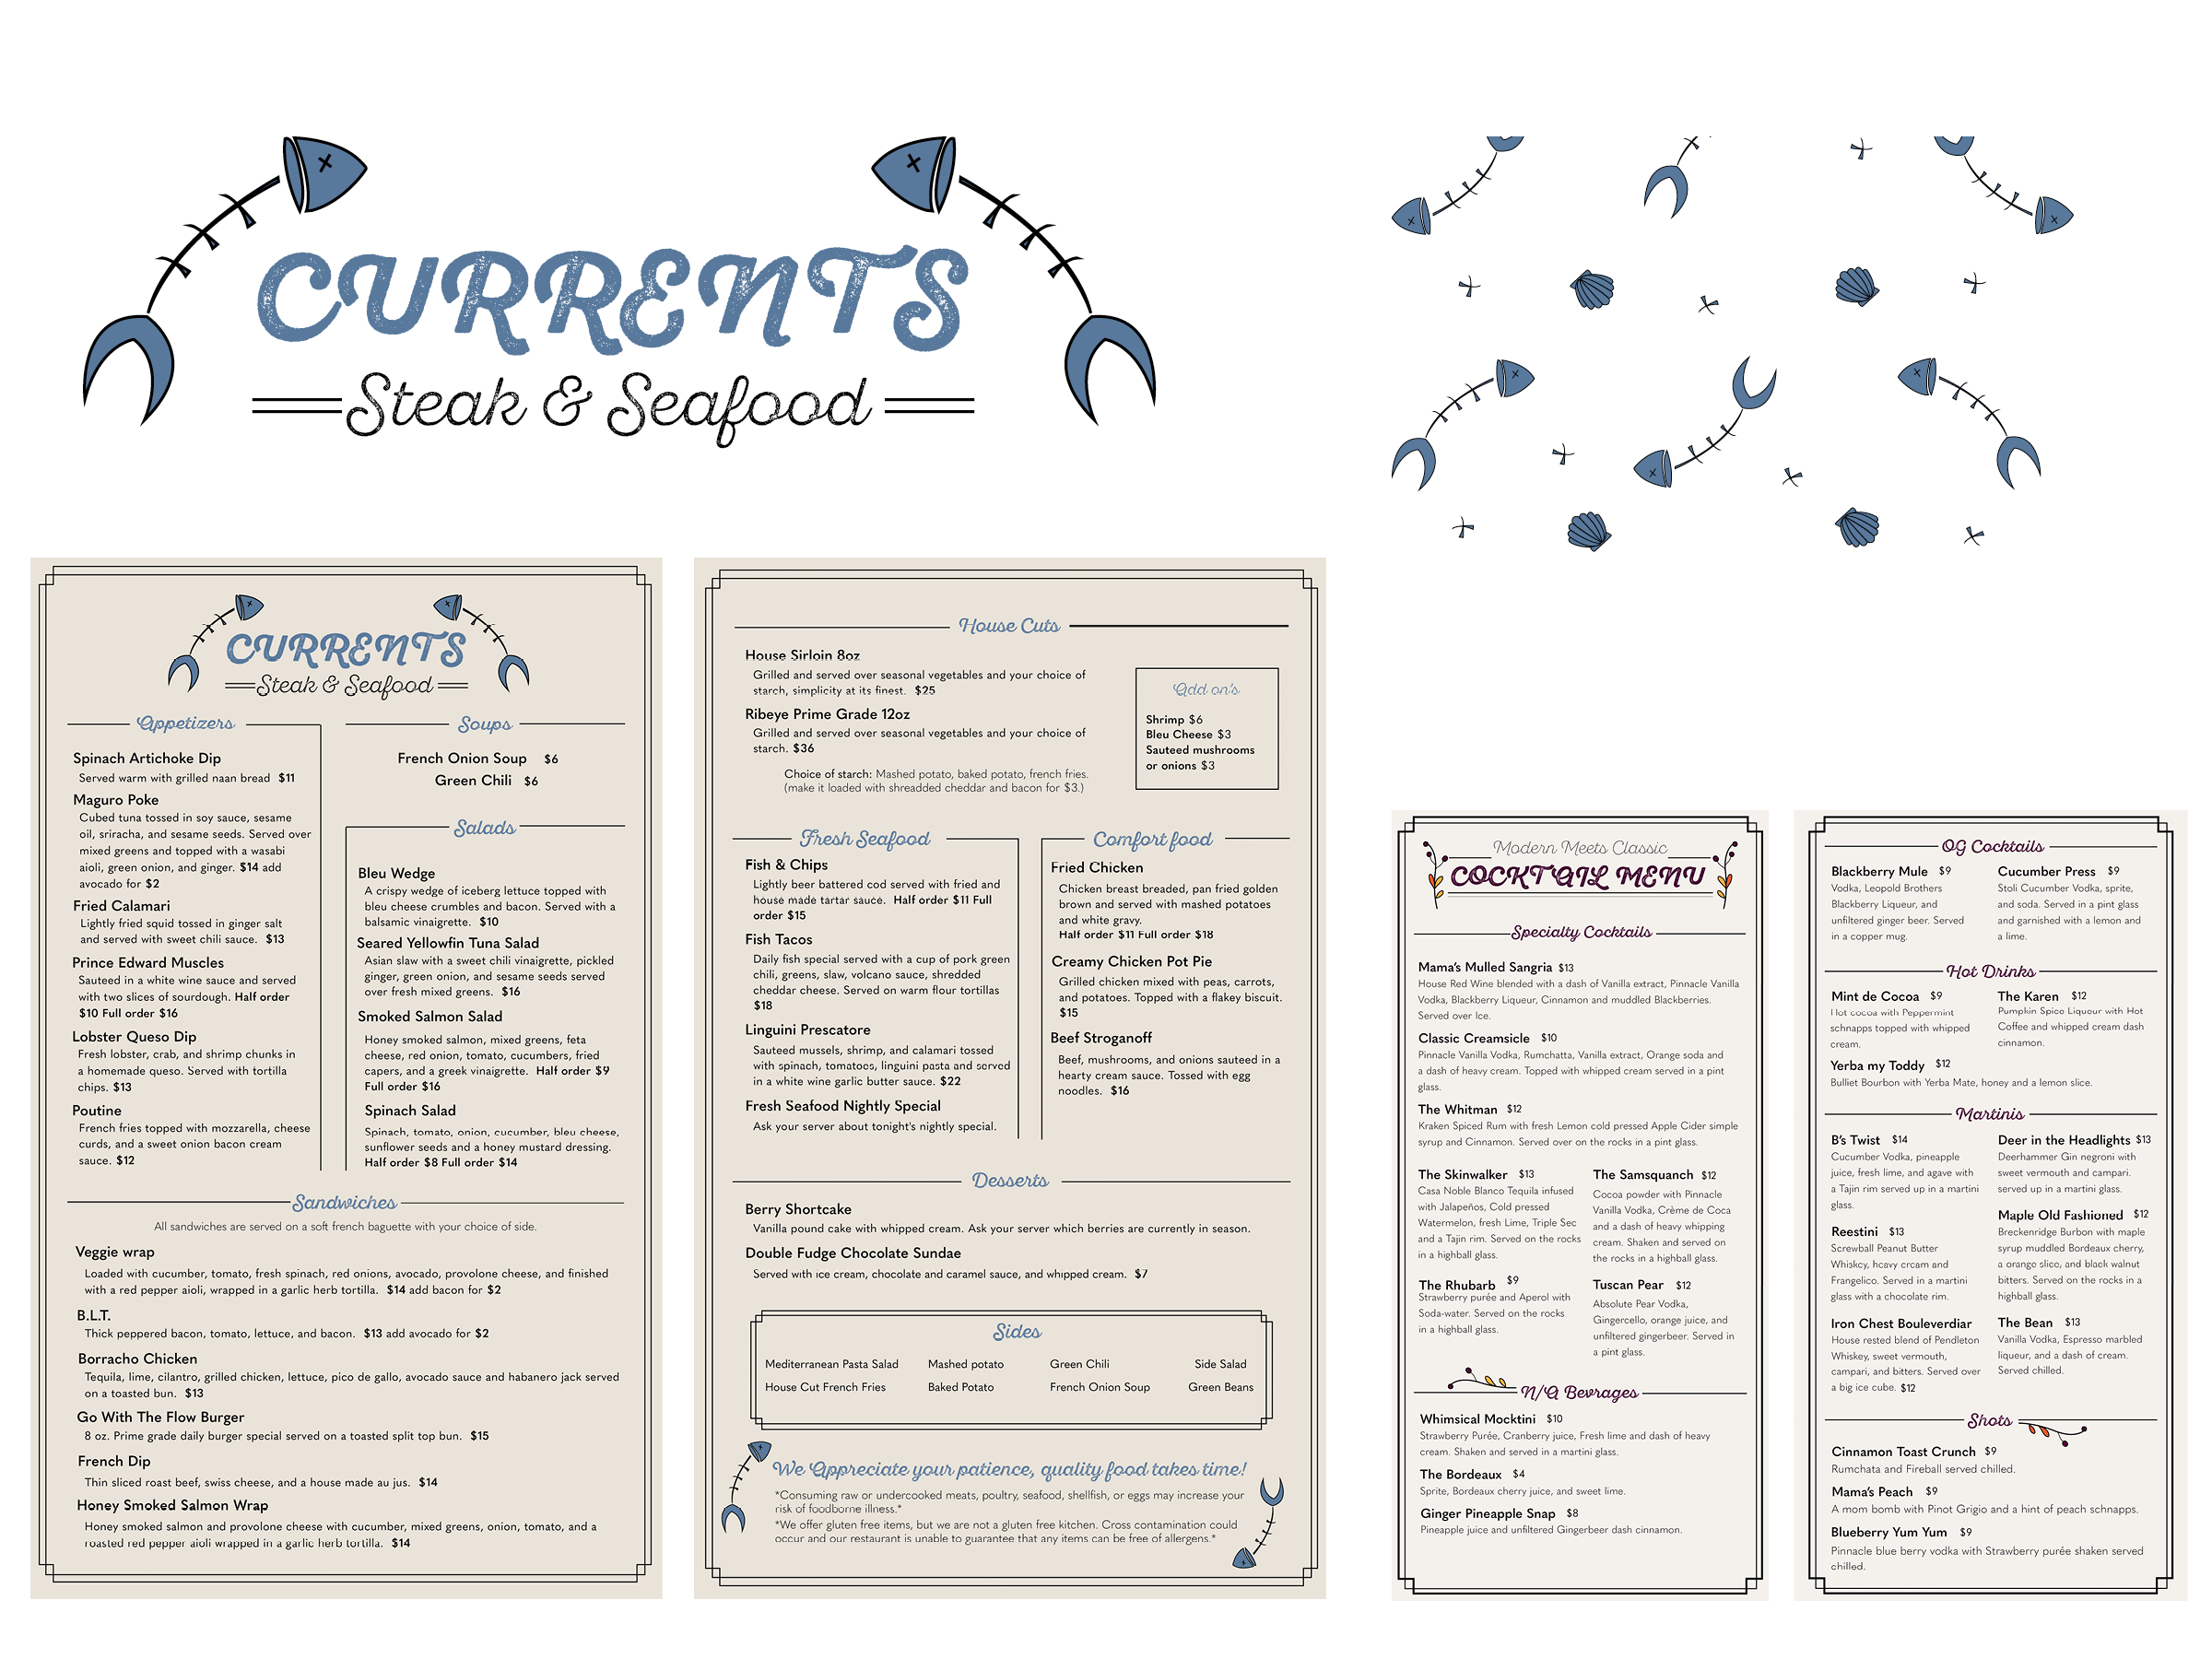 CURRENTS
Steak & Seafood
CURRENTS
Steak & Seafood
Appetizers
Spinach Artichoke Dip
Served warm with grilled naan bread $11
Maguro Poke
Cubed tuna tossed in soy sauce, sesame
oil, sriracha, and sesame seeds. Served over
mixed greens and topped with a wasabi
aioli, green onion, and ginger. $14 add
avocado for $2
Fried Calamari
Lightly fried squid tossed in ginger salt
and served with sweet chili sauce. $13
Prince Edward Muscles
Sauteed in a white wine sauce and served
with two slices of sourdough. Half order
$10 Full order $16
Lobster Queso Dip
Fresh lobster, crab, and shrimp chunks in
a homemade queso. Served with tortilla
chips. $13
Poutine
French fries topped with mozzarella, cheese
curds, and a sweet onion bacon cream
sauce. $12
Soups
French Onion Soup $6
Green Chili $6
Salads
Bleu Wedge
A crispy wedge of iceberg lettuce topped with
bleu cheese crumbles and bacon. Served with a
balsamic vinaigrette. $10
Seared Yellowfin Tuna Salad
Asian slaw with a sweet chili vinaigrette, pickled
ginger, green onion, and sesame seeds served
over fresh mixed greens. $16
Smoked Salmon Salad
Honey smoked salmon, mixed greens, feta
cheese, red onion, tomato, cucumbers, fried
capers, and a greek vinaigrette. Half order $9
Full order $16
Spinach Salad
Spinach, tomato, onion, cucumber, bleu cheese,
sunflower seeds and a honey mustard dressing.
Half order $8 Full order $14
Sandwiches
All sandwiches are served on a soft french baguette with your choice of side.
Veggie wrap
Loaded with cucumber, tomato, fresh spinach, red onions, avocado, provolone cheese, and finished
with a red pepper aioli, wrapped in a garlic herb tortilla. $14 add bacon for $2
B.L.T.
Thick peppered bacon, tomato, lettuce, and bacon. $13 add avocado for $2
Borracho Chicken
Tequila, lime, cilantro, grilled chicken, lettuce, pico de gallo, avocado sauce and habanero jack served
on a toasted bun. $13
Go With The Flow Burger
8 oz. Prime grade daily burger special served on a toasted split top bun. $15
French Dip
Thin sliced roast beef, swiss cheese, and a house made au jus. $14
Honey Smoked Salmon Wrap
Honey smoked salmon and provolone cheese with cucumber, mixed greens, onion, tomato, and a
roasted red pepper aioli wrapped in a garlic herb tortilla. $14
House Cuts
House Sirloin 8oz
Grilled and served over seasonal vegetables and your choice of
starch, simplicity at its finest. $25
Ribeye Prime Grade 12oz
Grilled and served over seasonal vegetables and your choice of
starch. $36
Choice of starch: Mashed potato, baked potato, french fries.
(make it loaded with shreadded cheddar and bacon for $3.)
Add on's
Shrimp $6
Bleu Cheese $3
Sauteed mushrooms
or onions $3
Fresh Seafood
Fish & Chips
Lightly beer battered cod served with fried and
house made tartar sauce. Half order $11 Full
order $15
Fish Tacos
Daily fish special served with a cup of pork green
chili, greens, slaw, volcano sauce, shredded
cheddar cheese. Served on warm flour tortillas
$18
Linguini Prescatore
Sauteed mussels, shrimp, and calamari tossed
with spinach, tomatoes, linguini pasta and served
in a white wine garlic butter sauce. $22
Fresh Seafood Nightly Special
Ask your server about tonight's nightly special.
Comfort food
Fried Chicken
Chicken breast breaded, pan fried golden
brown and served with mashed potatoes
and white gravy.
Half order $11 Full order $18
Creamy Chicken Pot Pie
Grilled chicken mixed with peas, carrots,
and potatoes. Topped with a flakey biscuit.
$15
Beef Stroganoff
Beef, mushrooms, and onions sauteed in a
hearty cream sauce. Tossed with egg
noodles. $16
Desserts
Berry Shortcake
Vanilla pound cake with whipped cream. Ask your server which berries are currently in season.
Double Fudge Chocolate Sundae
Served with ice cream, chocolate and caramel sauce, and whipped cream. $7
Sides
Mediterranean Pasta Salad Mashed potato Green Chili Side Salad
House Cut French Fries Baked Potato French Onion Soup Green Beans
We Appreciate your patience, quality food takes time!
*Consuming raw or undercooked meats, poultry, seafood, shellfish, or eggs may increase your
risk of foodborne illness.*
*We offer gluten free items, but we are not a gluten free kitchen. Cross contamination could
occur and our restaurant is unable to guarantee that any items can be free of allergens.*
Modern Meets Classic
COCKTAIL MENU
Specialty Cocktails
Mama's Mulled Sangria $13
House Red Wine blended with a dash of Vanilla extract, Pinnacle Vanilla
Vodka, Blackberry Liqueur, Cinnamon and muddled Blackberries.
Served over Ice.
Classic Creamsicle $10
Pinnacle Vanilla Vodka, Rumchatta, Vanilla extract, Orange soda and
a dash of heavy cream. Topped with whipped cream served in a pint
glass.
The Whitman $12
Kraken Spiced Rum with fresh Lemon cold pressed Apple Cider simple
syrup and Cinnamon. Served over on the rocks in a pint glass.
The Skinwalker $13
Casa Noble Blanco Tequila infused
with Jalapeños, Cold pressed
Watermelon, fresh Lime, Triple Sec
and a Tajin rim. Served on the rocks
in a highball glass.
The Rhubarb $9
Strawberry purée and Aperol with
Soda-water. Served on the rocks
in a highball glass.
The Samsquanch $12
Cocoa powder with Pinnacle
Vanilla Vodka, Crème de Coca
and a dash of heavy whipping
cream. Shaken and served on
the rocks in a highball glass.
Tuscan Pear $12
Absolute Pear Vodka,
Gingercello, orange juice, and
unfiltered gingerbeer. Served in
a pint glass.
N/A Bevrages
Whimsical Mocktini $10
Strawberry Purée, Cranberry juice, Fresh lime and dash of heavy
cream. Shaken and served in a martini glass.
The Bordeaux $4
Sprite, Bordeaux cherry juice, and sweet lime.
Ginger Pineapple Snap $8
Pineapple juice and unfiltered Gingerbeer dash cinnamon.
OG Cocktails
Blackberry Mule $9
Vodka, Leopold Brothers
Blackberry Liqueur, and
unfiltered ginger beer. Served
in a copper mug.
Cucumber Press $9
Stoli Cucumber Vodka, sprite,
and soda. Served in a pint glass
and garnished with a lemon and
a lime.
Hot Drinks
Mint de Cocoa $9
Hot cocoa with Peppermint
schnapps topped with whipped
cream.
The Karen $12
Pumpkin Spice Liqueur with Hot
Coffee and whipped cream dash
cinnamon.
Yerba my Toddy $12
Bulliet Bourbon with Yerba Mate, honey and a lemon slice.
Martinis
B's Twist $14
Cucumber Vodka, pineapple
juice, fresh lime, and agave with
a Tajin rim served up in a martini
glass.
Reestini $13
Screwball Peanut Butter
Whiskey, heavy cream and
Frangelico. Served in a martini
glass with a chocolate rim.
Iron Chest Bouleverdiar
House rested blend of Pendleton
Whiskey, sweet vermouth,
campari, and bitters. Served over
a big ice cube. $12
Deer in the Headlights $13
Deerhammer Gin negroni with
sweet vermouth and campari.
served up in a martini glass.
Maple Old Fashioned $12
Breckenridge Burbon with maple
syrup muddled Bordeaux cherry,
a orange slice, and black walnut
bitters. Served on the rocks in a
highball glass.
The Bean $13
Vanilla Vodka, Espresso marbled
liqueur, and a dash of cream.
Served chilled.
Shots
Cinnamon Toast Crunch $9
Rumchata and Fireball served chilled.
Mama's Peach $9
A mom bomb with Pinot Grigio and a hint of peach schnapps.
Blueberry Yum Yum $9
Pinnacle blue berry vodka with Strawberry purée shaken served
chilled.